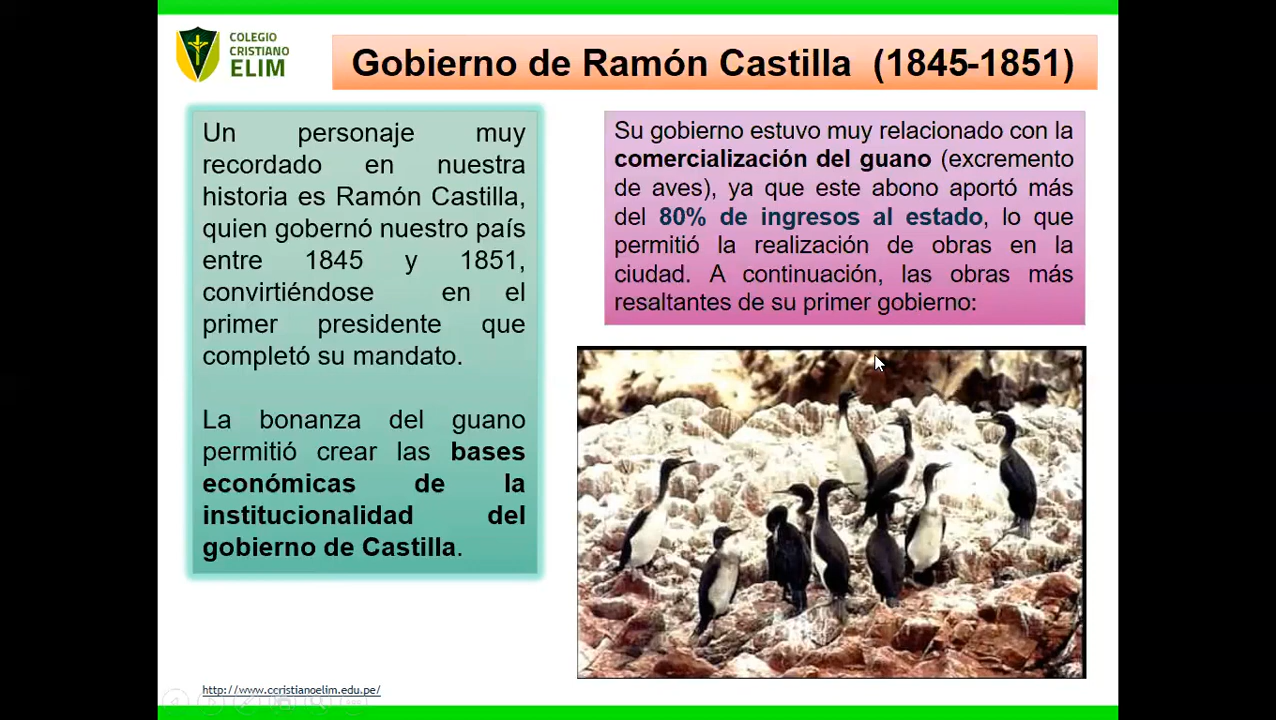 COLEGIO
CRISTIANO
ELIM
Gobierno de Ramón Castilla (1845-1851)
Un personaje muy
recordado en nuestra
historia es Ramón Castilla,
quien gobernó nuestro país
entre 1845 y 1851,
convirtiéndose en el
primer presidente que
completó su mandato.
La bonanza del guano
permitió crear las bases
económicas de la
institucionalidad del
gobierno de Castilla.
Su gobierno estuvo muy relacionado con la
comercialización del guano (excremento
de aves), ya que este abono aportó más
del 80% de ingresos al estado, lo que
permitió la realización de obras en la
ciudad. A continuación, las obras más
resaltantes de su primer gobierno:
http://www.ccristianoelim.edu.pe/